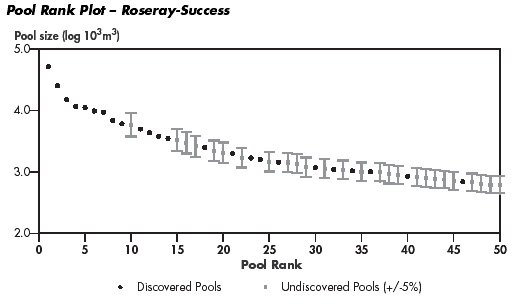 Pool Rank Plot – Roseray-Success
Pool size (log 10³m³)
5.0
4.0
3.0
2.0
0 5 10 15 20 25 30 35 40 45 50
Pool Rank
Discovered Pools Undiscovered Pools (+/-5%)